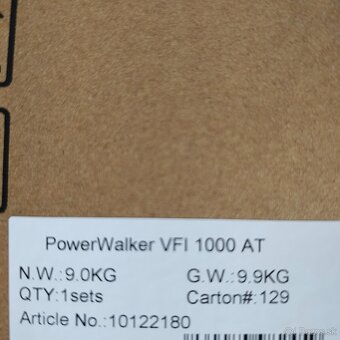 PowerWalker VFI 1000 AT
N.W.:9.0KG G.W.:9.9KG
QTY:1sets Carton#:129
Article No.:10122180